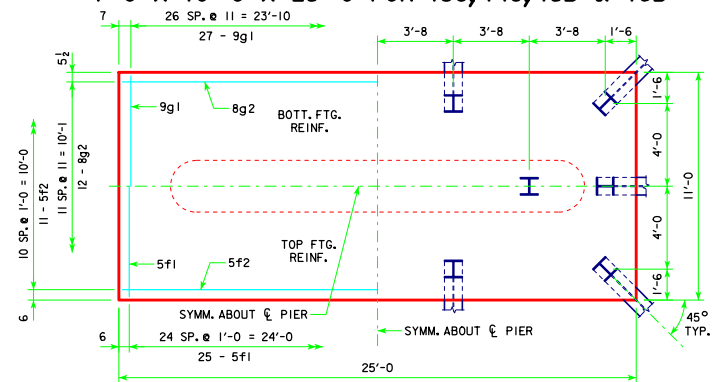 7
26 SP. @ 11 = 23'-10
27 - 9g1
3'-8
3'-8
3'-8
1'-6
5½
9g1
8g2
BOTT. FTG.
REINF.
1'-6
4'-0
11'-0
4'-0
1'-6
10 SP. @ 1'-0 = 10'-0
11 - 5f2
11 SP. @ 11 = 10'-1
12 - 8g2
TOP FTG.
REINF.
5f1
5f2
6
SYMM. ABOUT ℄ PIER
SYMM. ABOUT ℄ PIER
45°
TYP.
6
24 SP. @ 1'-0 = 24'-0
25 - 5f1
25'-0